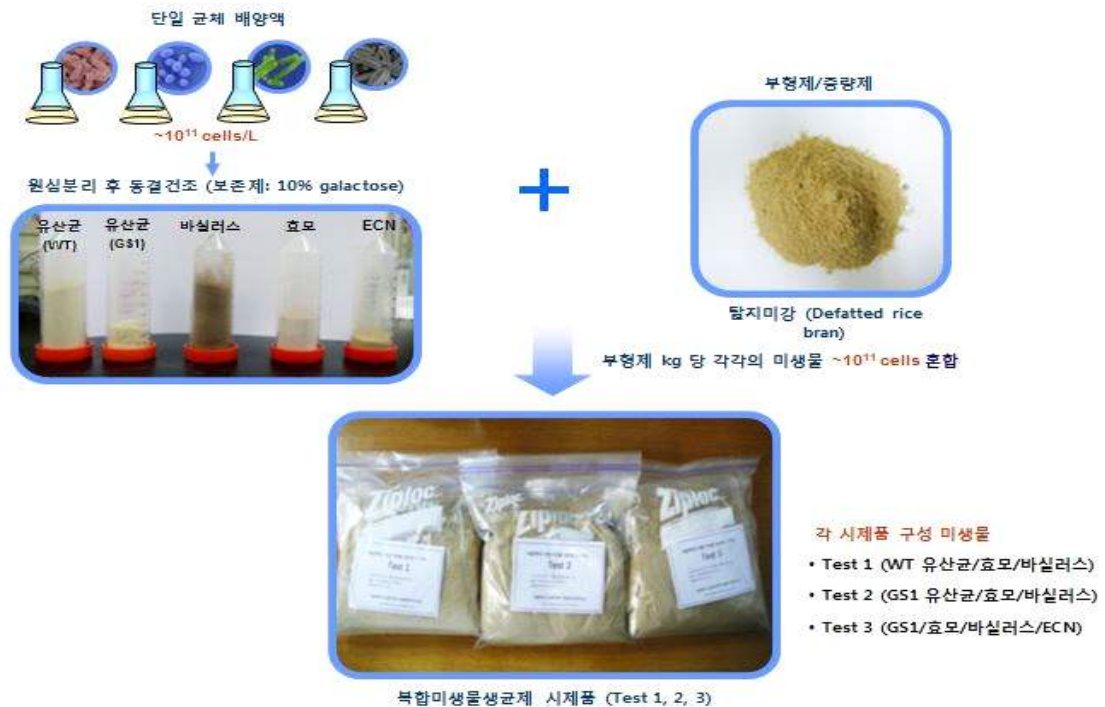 단일 균체 배양액
~10¹¹ cells/L
원심분리 후 동결건조 (보존제: 10% galactose)
유산균
(WT)
유산균
(GS1)
바실러스
효모
ECN
부형제/증량제
탈지미강 (Defatted rice
bran)
부형제 kg 당 각각의 미생물 ~10¹¹ cells 혼합
Ziploc
Test 1
Ziploc
Test 2
Ziploc
각 시제품 구성 미생물
• Test 1 (WT 유산균/효모/바실러스)
• Test 2 (GS1 유산균/효모/바실러스)
• Test 3 (GS1/효모/바실러스/ECN)
복합미생물생균제 시제품 (Test 1, 2, 3)